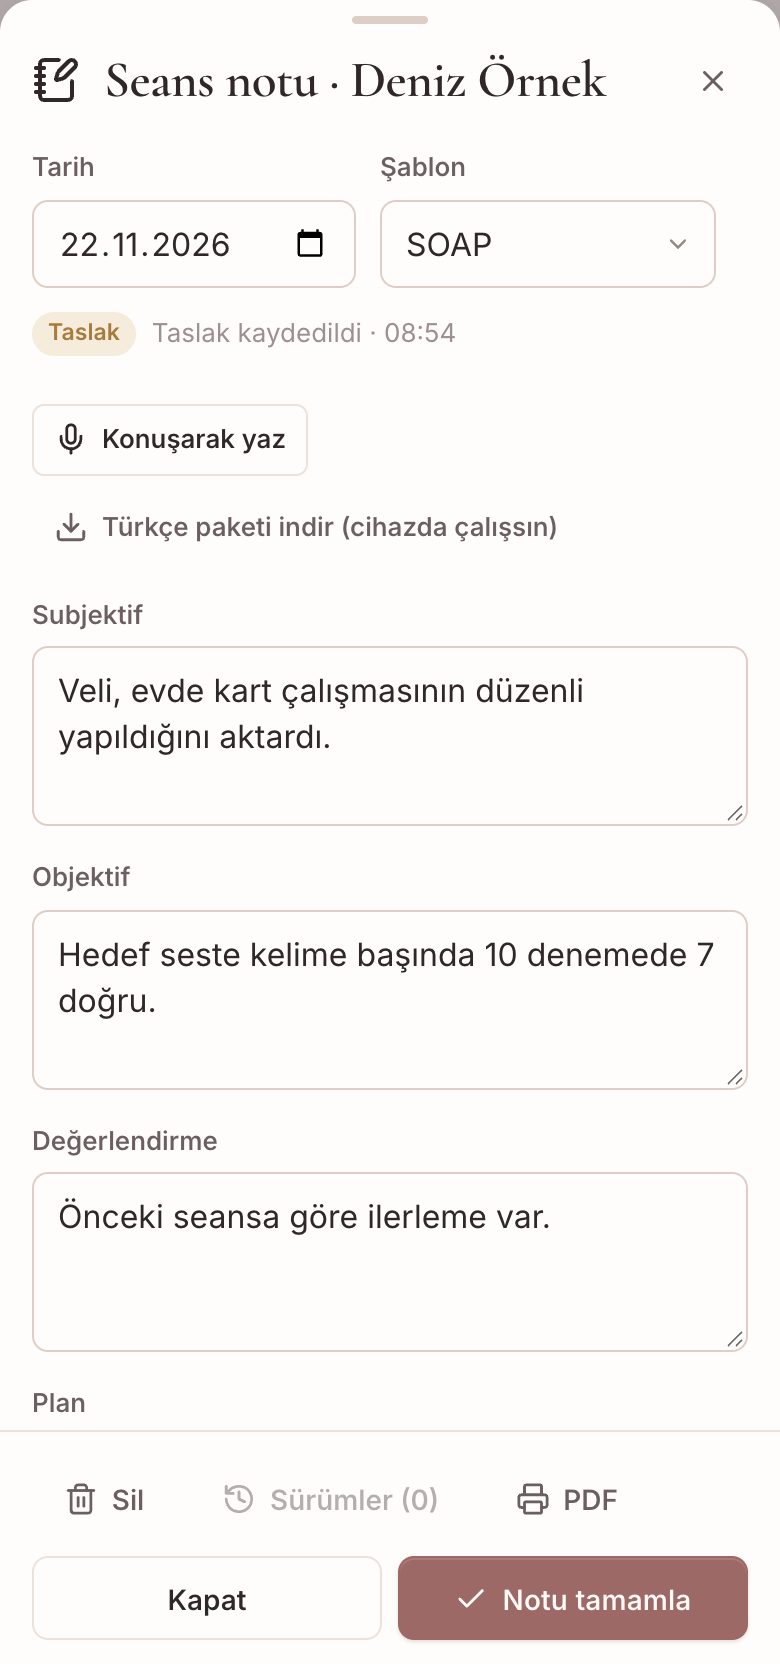 Seans notu · Deniz Örnek
Tarih
Şablon
22.11.2026
SOAP
Taslak
Taslak kaydedildi · 08:54
Konuşarak yaz
Türkçe paketi indir (cihazda çalışsın)
Subjektif
Veli, evde kart çalışmasının düzenli
yapıldığını aktardı.
Objektif
Hedef seste kelime başında 10 denemede 7
doğru.
Değerlendirme
Önceki seansa göre ilerleme var.
Plan
Sil
Sürümler (0)
PDF
Kapat
Notu tamamla